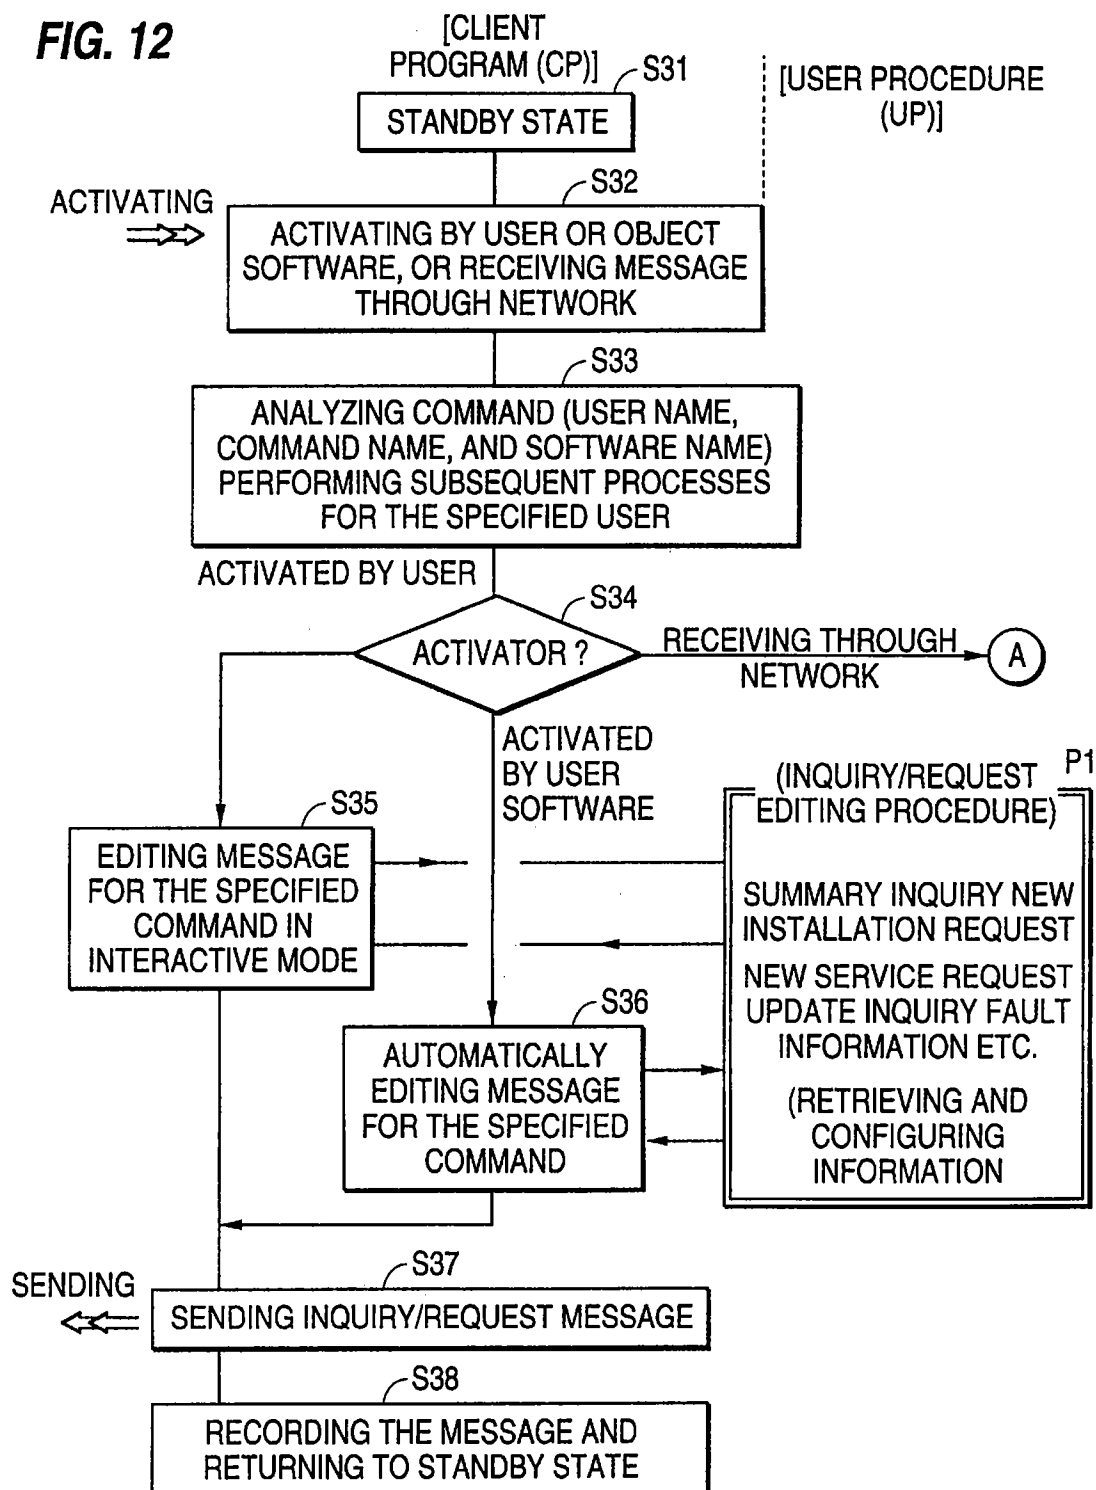 FIG. 12
[CLIENT
PROGRAM (CP)]
S31
[USER PROCEDURE
(UP)]
STANDBY STATE
S32
ACTIVATING
ACTIVATING BY USER OR OBJECT
SOFTWARE, OR RECEIVING MESSAGE
THROUGH NETWORK
S33
ANALYZING COMMAND (USER NAME,
COMMAND NAME, AND SOFTWARE NAME)
PERFORMING SUBSEQUENT PROCESSES
FOR THE SPECIFIED USER
ACTIVATED BY USER
S34
ACTIVATOR ?
RECEIVING THROUGH
NETWORK
A
ACTIVATED
BY USER
SOFTWARE
P1
(INQUIRY/REQUEST
EDITING PROCEDURE)
S35
EDITING MESSAGE
FOR THE SPECIFIED
COMMAND IN
INTERACTIVE MODE
SUMMARY INQUIRY NEW
INSTALLATION REQUEST
NEW SERVICE REQUEST
UPDATE INQUIRY FAULT
INFORMATION ETC.
(RETRIEVING AND
CONFIGURING
INFORMATION
S36
AUTOMATICALLY
EDITING MESSAGE
FOR THE SPECIFIED
COMMAND
S37
SENDING
SENDING INQUIRY/REQUEST MESSAGE
S38
RECORDING THE MESSAGE AND
RETURNING TO STANDBY STATE